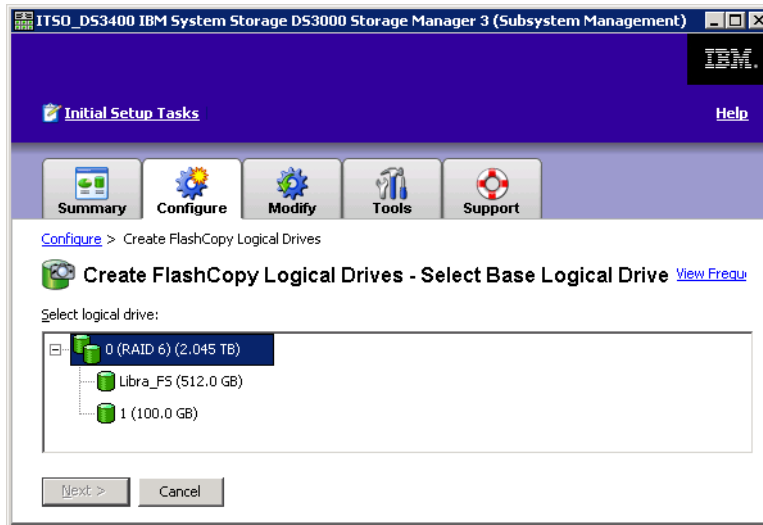 ITSO_DS3400 IBM System Storage DS3000 Storage Manager 3 (Subsystem Management)
IBM.
Initial Setup Tasks
Help
Summary
Configure
Modify
Tools
Support
Configure > Create FlashCopy Logical Drives
Create FlashCopy Logical Drives - Select Base Logical Drive
View Frequ
Select logical drive:
0 (RAID 6) (2.045 TB)
Libra_FS (512.0 GB)
1 (100.0 GB)
Next >
Cancel